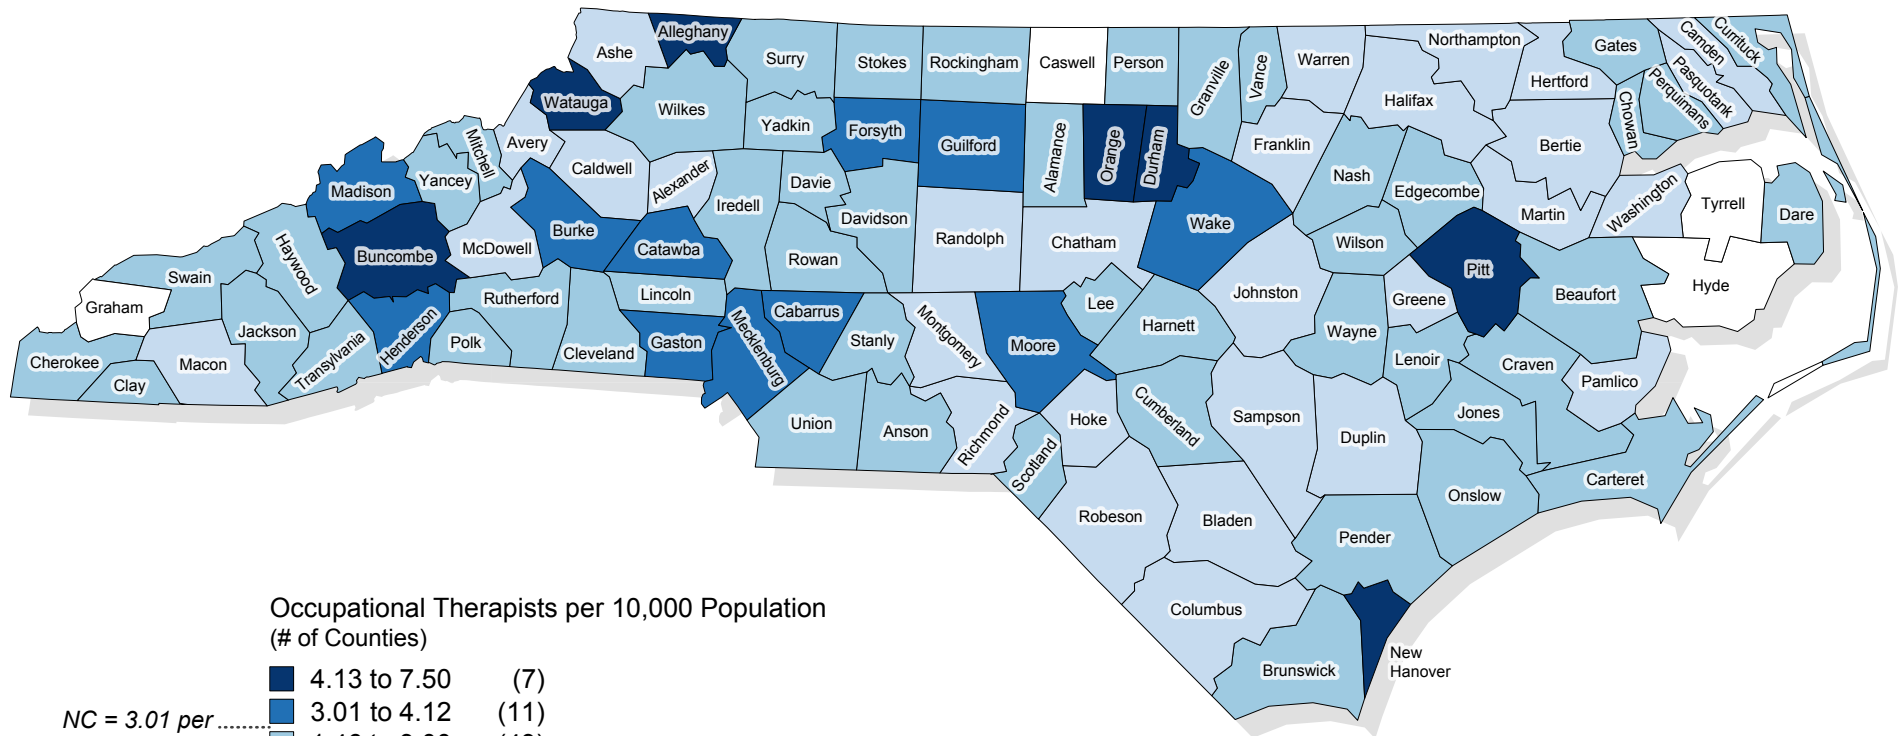 Alleghany
Ashe
Surry
Stokes
Rockingham
Caswell
Person
Granville
Vance
Warren
Northampton
Gates
Camden
Currituck
Hertford
Pasquotank
Perquimans
Chowan
Halifax
Watauga
Wilkes
Yadkin
Forsyth
Guilford
Alamance
Orange
Durham
Franklin
Bertie
Mitchell
Avery
Caldwell
Alexander
Yancey
Madison
Iredell
Davie
Davidson
Nash
Edgecombe
Martin
Washington
Tyrrell
Dare
Wake
Burke
Catawba
McDowell
Buncombe
Haywood
Swain
Rowan
Randolph
Chatham
Wilson
Pitt
Hyde
Graham
Rutherford
Lincoln
Johnston
Greene
Beaufort
Jackson
Henderson
Polk
Cleveland
Gaston
Mecklenburg
Cabarrus
Stanly
Montgomery
Moore
Lee
Harnett
Wayne
Lenoir
Craven
Pamlico
Cherokee
Clay
Macon
Transylvania
Union
Anson
Richmond
Hoke
Cumberland
Sampson
Duplin
Jones
Scotland
Onslow
Carteret
Robeson
Bladen
Pender
Columbus
Brunswick
New
Hanover
Occupational Therapists per 10,000 Population
(# of Counties)
4.13 to 7.50 (7)
3.01 to 4.12 (11)
NC = 3.01 per